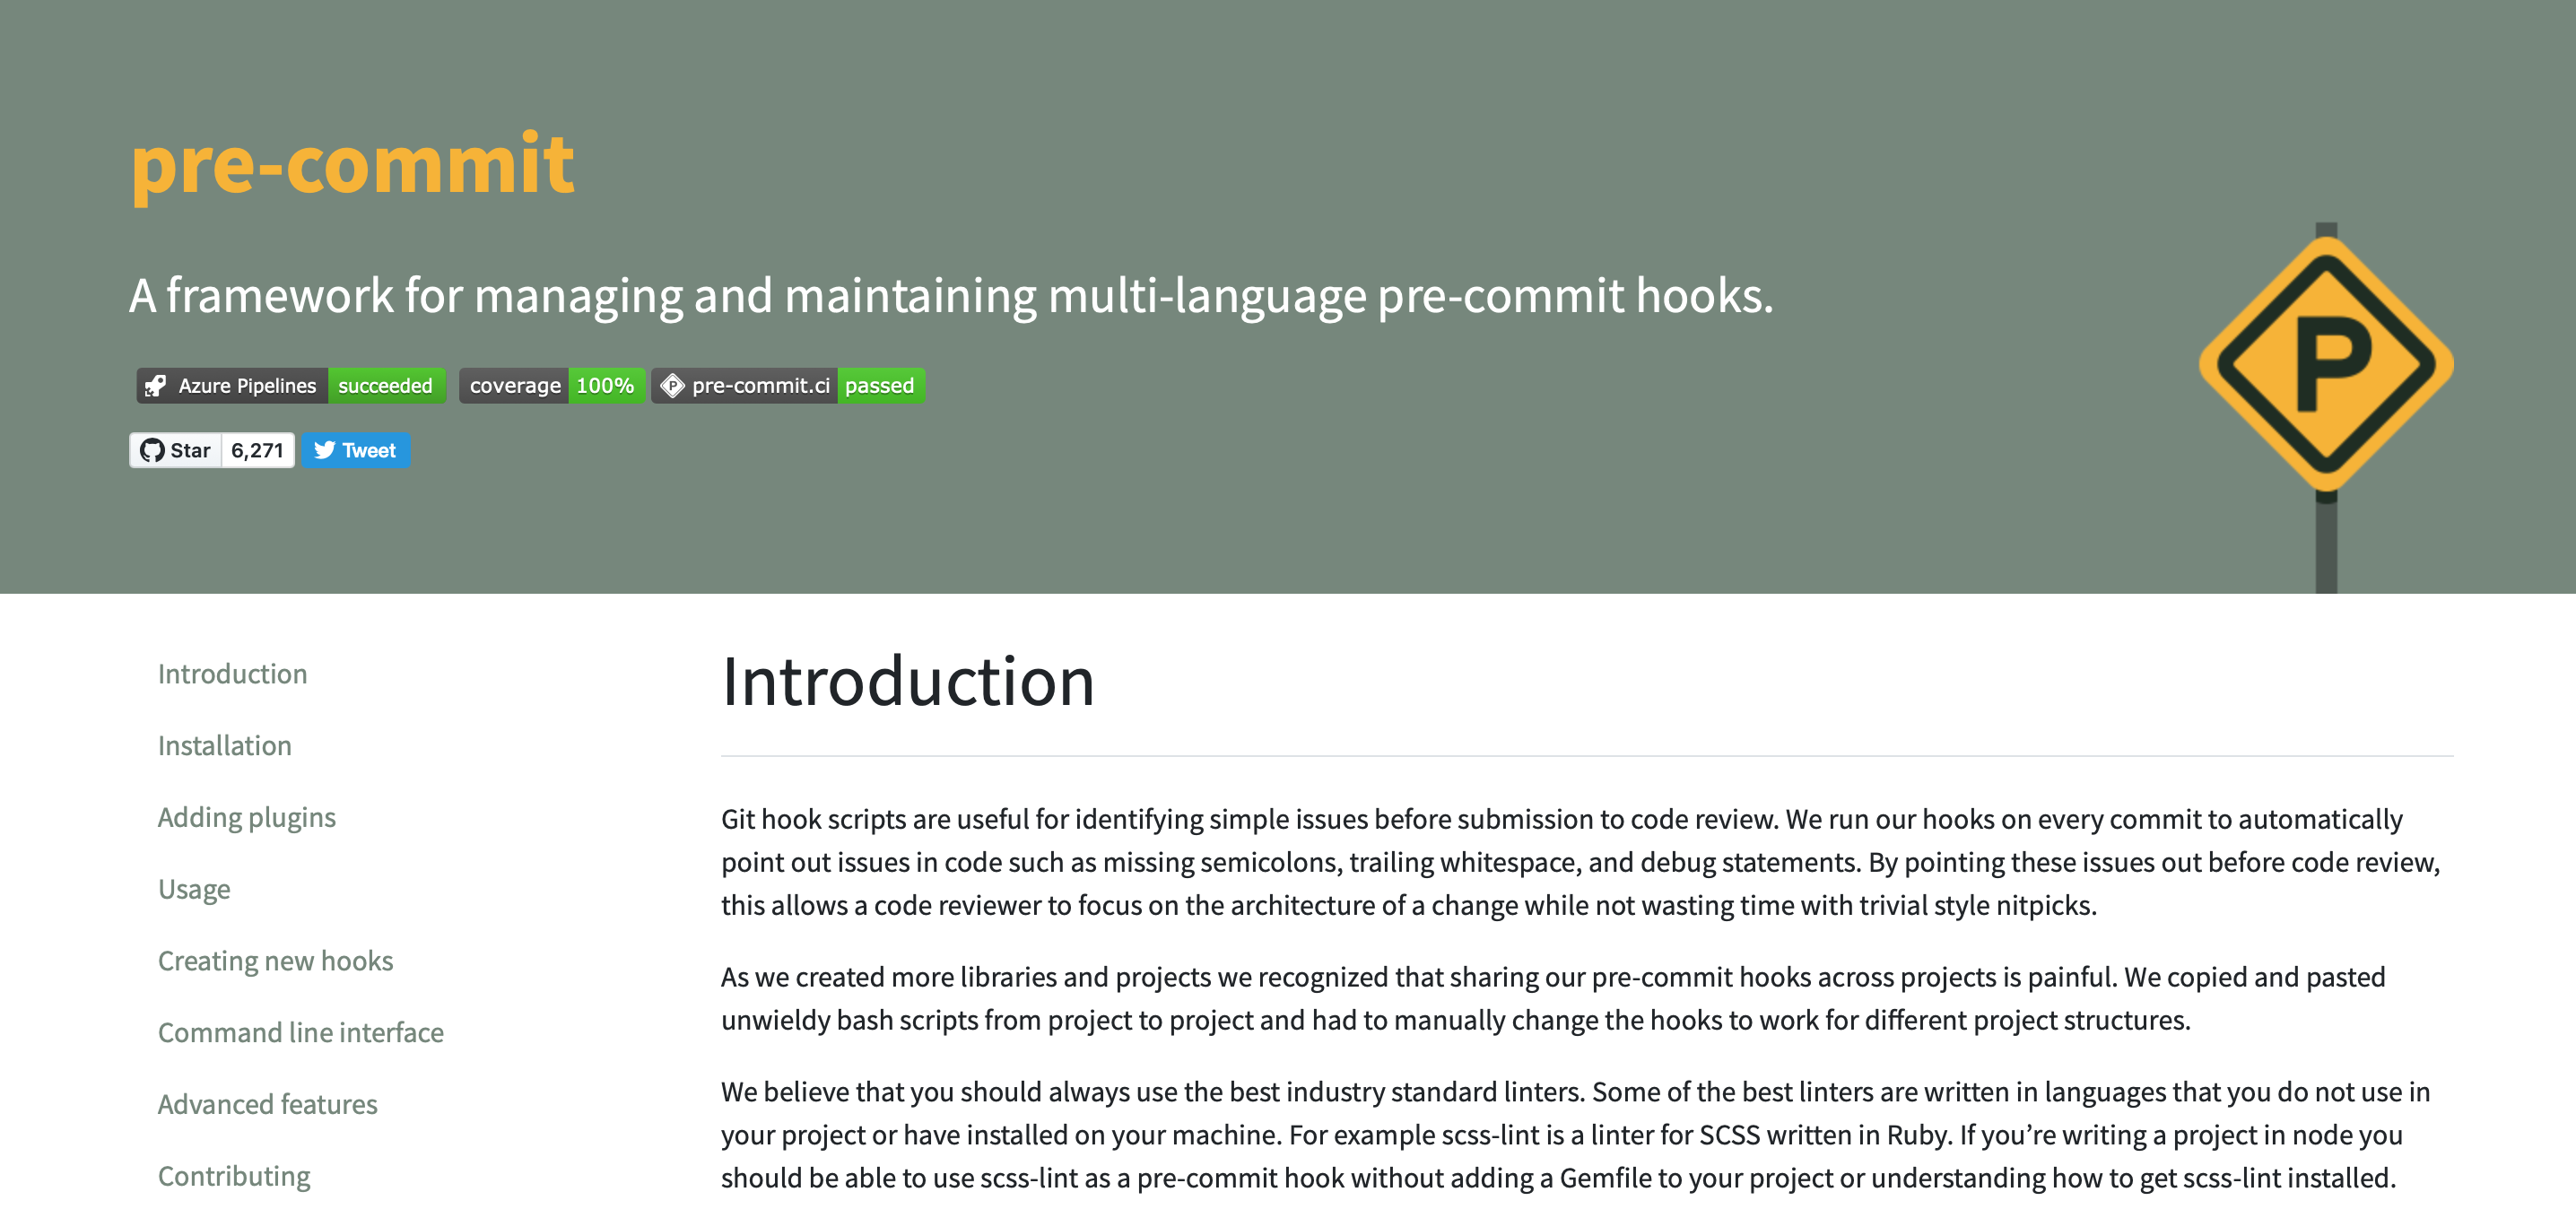 pre-commit
A framework for managing and maintaining multi-language pre-commit hooks.
Azure Pipelines succeeded coverage 100% pre-commit.ci passed
Star 6,271 Tweet
P
Introduction
Installation
Adding plugins
Usage
Creating new hooks
Command line interface
Advanced features
Contributing
Introduction
Git hook scripts are useful for identifying simple issues before submission to code review. We run our hooks on every commit to automatically
point out issues in code such as missing semicolons, trailing whitespace, and debug statements. By pointing these issues out before code review,
this allows a code reviewer to focus on the architecture of a change while not wasting time with trivial style nitpicks.
As we created more libraries and projects we recognized that sharing our pre-commit hooks across projects is painful. We copied and pasted
unwieldy bash scripts from project to project and had to manually change the hooks to work for different project structures.
We believe that you should always use the best industry standard linters. Some of the best linters are written in languages that you do not use in
your project or have installed on your machine. For example scss-lint is a linter for SCSS written in Ruby. If you’re writing a project in node you
should be able to use scss-lint as a pre-commit hook without adding a Gemfile to your project or understanding how to get scss-lint installed.